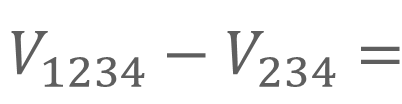 V₁₂₃₄ − V₂₃₄ =